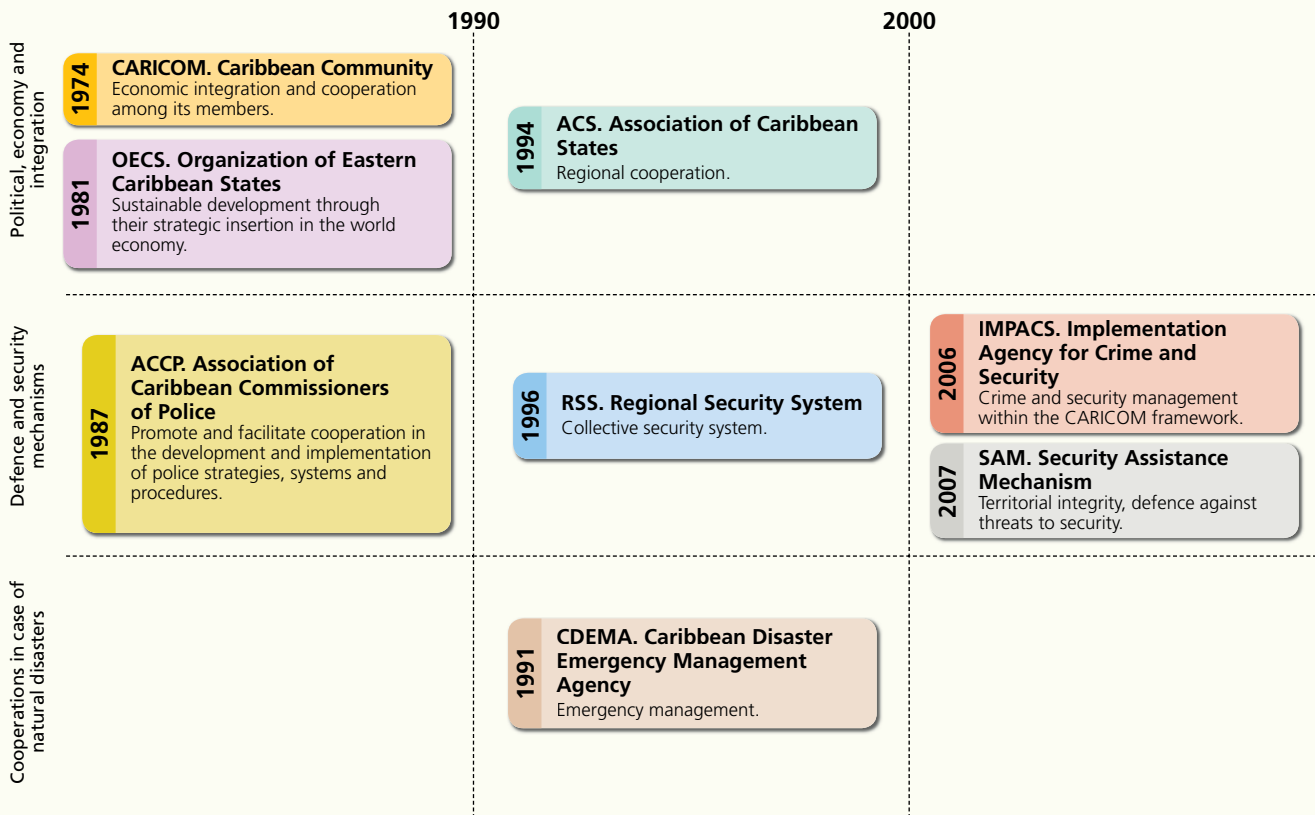 1990
2000
Political, economy and
integration
1974
CARICOM. Caribbean Community
Economic integration and cooperation
among its members.
1981
OECS. Organization of Eastern
Caribbean States
Sustainable development through
their strategic insertion in the world
economy.
1994
ACS. Association of Caribbean
States
Regional cooperation.
Defence and security
mechanisms
1987
ACCP. Association of
Caribbean Commissioners
of Police
Promote and facilitate cooperation in
the development and implementation
of police strategies, systems and
procedures.
1996
RSS. Regional Security System
Collective security system.
2006
IMPACS. Implementation
Agency for Crime and
Security
Crime and security management
within the CARICOM framework.
2007
SAM. Security Assistance
Mechanism
Territorial integrity, defence against
threats to security.
Cooperations in case of
natural disasters
1991
CDEMA. Caribbean Disaster
Emergency Management
Agency
Emergency management.